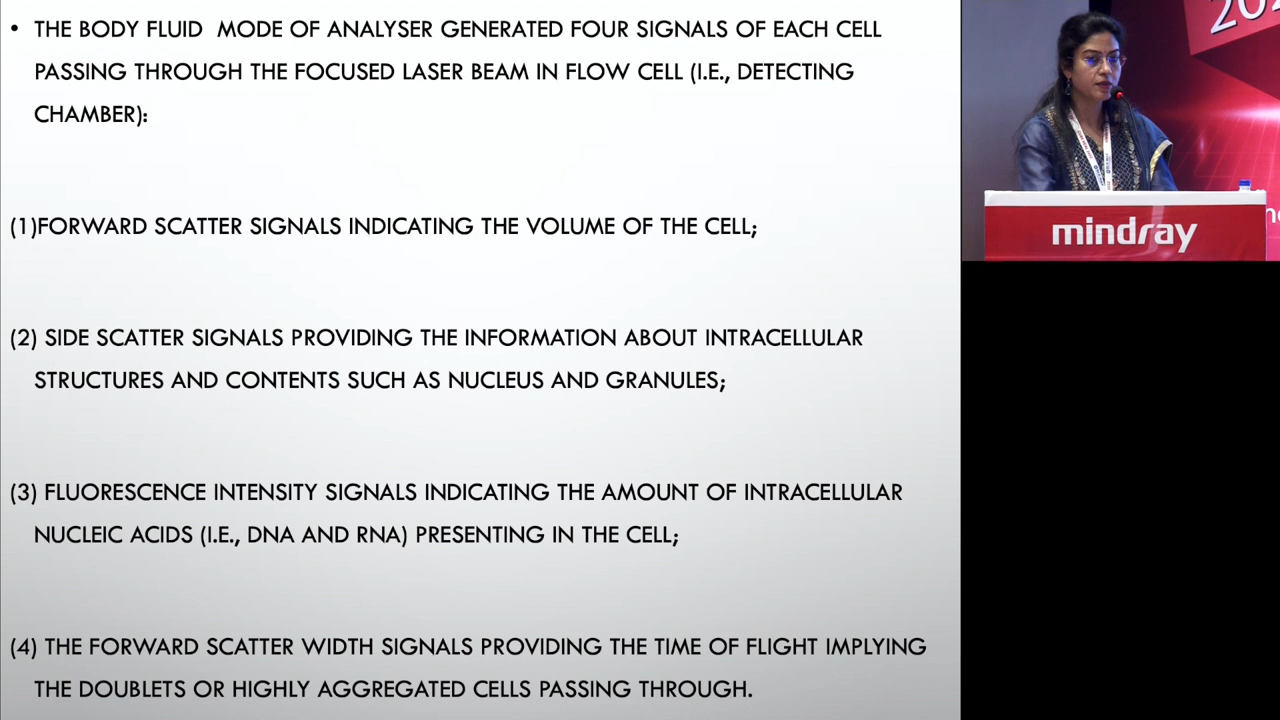 • THE BODY FLUID MODE OF ANALYSER GENERATED FOUR SIGNALS OF EACH CELL
PASSING THROUGH THE FOCUSED LASER BEAM IN FLOW CELL (I.E., DETECTING
CHAMBER):
(1)FORWARD SCATTER SIGNALS INDICATING THE VOLUME OF THE CELL;
(2) SIDE SCATTER SIGNALS PROVIDING THE INFORMATION ABOUT INTRACELLULAR
STRUCTURES AND CONTENTS SUCH AS NUCLEUS AND GRANULES;
(3) FLUORESCENCE INTENSITY SIGNALS INDICATING THE AMOUNT OF INTRACELLULAR
NUCLEIC ACIDS (I.E., DNA AND RNA) PRESENTING IN THE CELL;
(4) THE FORWARD SCATTER WIDTH SIGNALS PROVIDING THE TIME OF FLIGHT IMPLYING
THE DOUBLETS OR HIGHLY AGGREGATED CELLS PASSING THROUGH.
mindray